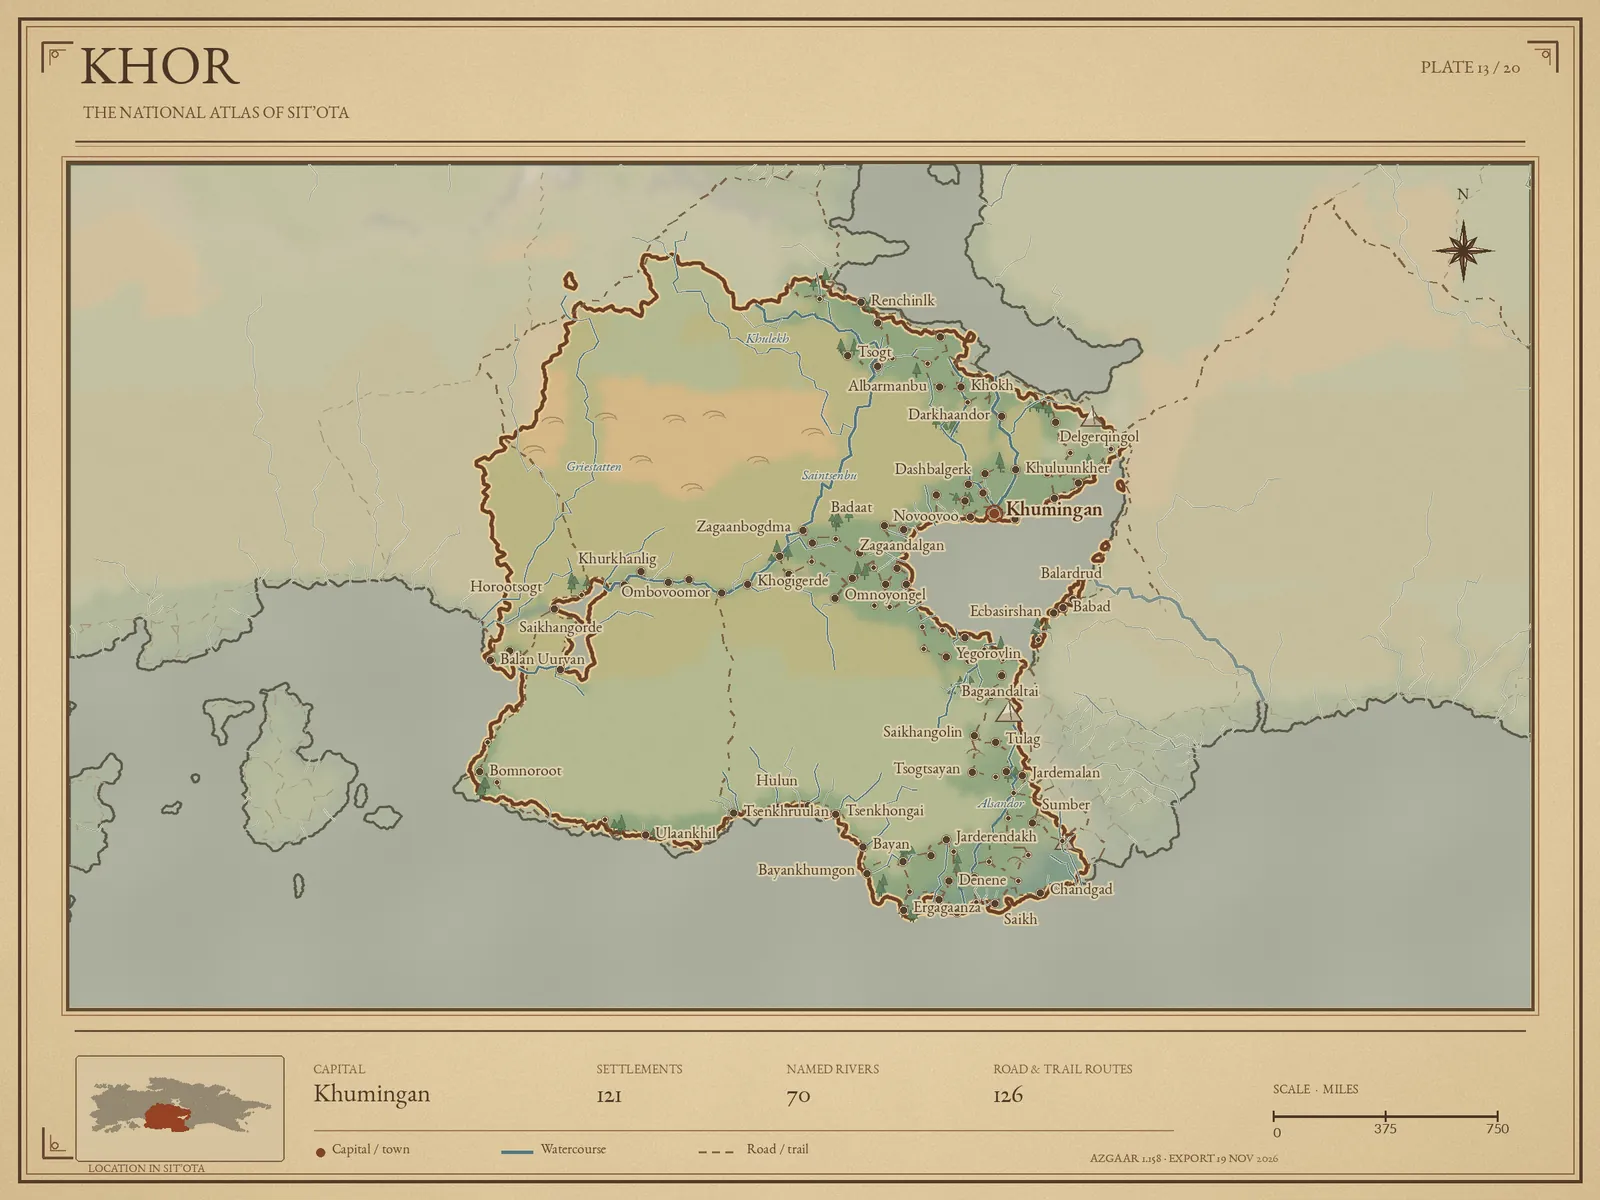 KHOR
PLATE 13 / 20
THE NATIONAL ATLAS OF SIT'OTA
N
Renchinlk
Khulekh
Tsogt
Albarmanbu
Khokh
Darkhaandor
Delgerqingol
Griestatten
Saintsenbu
Dashbalgerk
Khuluunkher
Badaat
Novooyoo
Khumingan
Zagaanbogdma
Zagaandalgan
Khurkhanlig
Balardrud
Horootsogt
Ombovoomor
Khogigerde
Omnoyongel
Ecbasirshan
Babad
Saikhangorde
Balan Uuryan
Yegorovlin
Bagaandaltai
Saikhangolin
Tulag
Bomnoroot
Hulun
Tsogtsayan
Jardemalan
Alsandor
Sumber
Tsenkhruulan
Tsenkhongai
Ulaankhil
Bayan
Jarderendakh
Bayankhumgon
Denene
Chandgad
Ergagaanza
Saikh
CAPITAL
Khumingan
SETTLEMENTS
121
NAMED RIVERS
70
ROAD & TRAIL ROUTES
126
SCALE · MILES
0 375 750
Capital / town
Watercourse
Road / trail
AZGAAR 1.158 · EXPORT 19 NOV 2026
LOCATION IN SIT'OTA